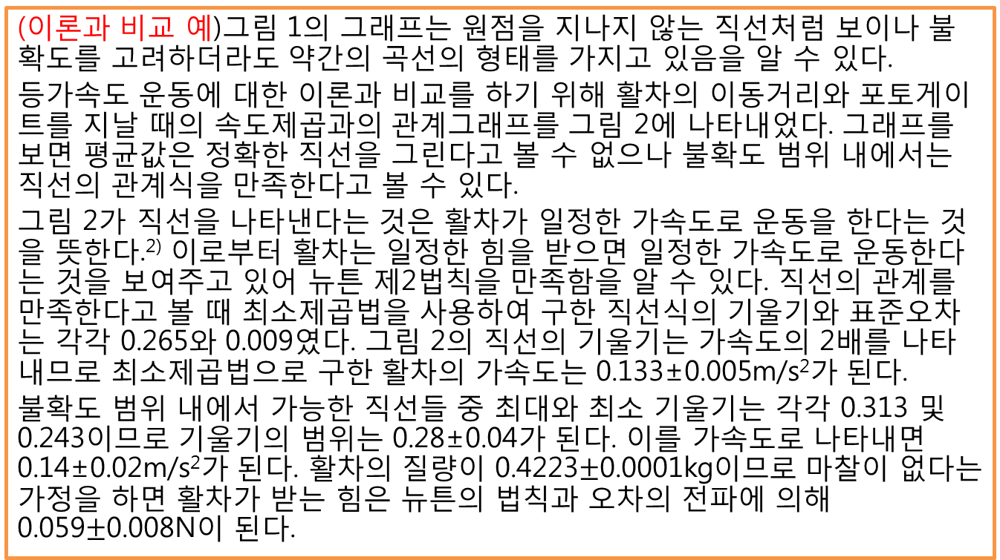 (이론과 비교 예)그림 1의 그래프는 원점을 지나지 않는 직선처럼 보이나 불
확도를 고려하더라도 약간의 곡선의 형태를 가지고 있음을 알 수 있다.
등가속도 운동에 대한 이론과 비교를 하기 위해 활차의 이동거리와 포토게이
트를 지날 때의 속도제곱과의 관계그래프를 그림 2에 나타내었다. 그래프를
보면 평균값은 정확한 직선을 그린다고 볼 수 없으나 불확도 범위 내에서는
직선의 관계식을 만족한다고 볼 수 있다.
그림 2가 직선을 나타낸다는 것은 활차가 일정한 가속도로 운동을 한다는 것
을 뜻한다.²⁾ 이로부터 활차는 일정한 힘을 받으면 일정한 가속도로 운동한다
는 것을 보여주고 있어 뉴튼 제2법칙을 만족함을 알 수 있다. 직선의 관계를
만족한다고 볼 때 최소제곱법을 사용하여 구한 직선식의 기울기와 표준오차
는 각각 0.265와 0.009였다. 그림 2의 직선의 기울기는 가속도의 2배를 나타
내므로 최소제곱법으로 구한 활차의 가속도는 0.133±0.005m/s²가 된다.
불확도 범위 내에서 가능한 직선들 중 최대와 최소 기울기는 각각 0.313 및
0.243이므로 기울기의 범위는 0.28±0.04가 된다. 이를 가속도로 나타내면
0.14±0.02m/s²가 된다. 활차의 질량이 0.4223±0.0001kg이므로 마찰이 없다는
가정을 하면 활차가 받는 힘은 뉴튼의 법칙과 오차의 전파에 의해
0.059±0.008N이 된다.